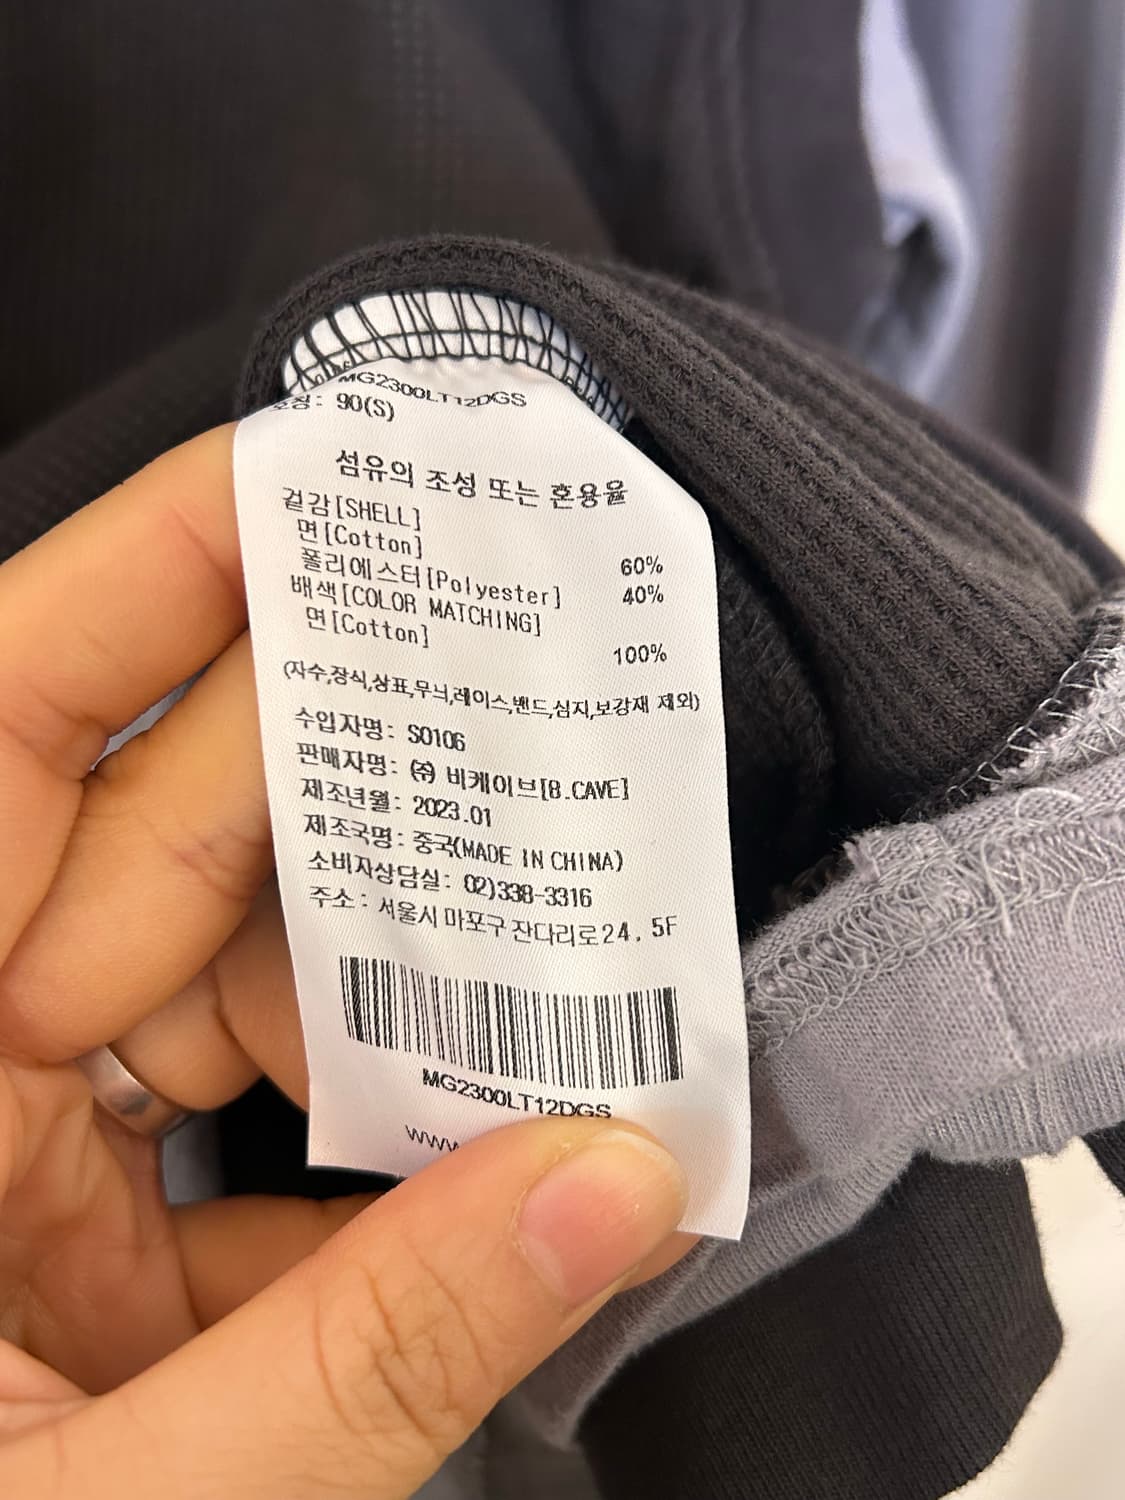 MG2300LT12DGS
호칭: 90(S)
섬유의 조성 또는 혼용율
겉감[SHELL]
면[Cotton] 60%
폴리에스터[Polyester] 40%
배색[COLOR MATCHING]
면[Cotton] 100%
(자수,장식,상표,무늬,레이스,밴드,심지,보강재 제외)
수입자명: S0106
판매자명: ㈜ 비케이브[B.CAVE]
제조년월: 2023.01
제조국명: 중국(MADE IN CHINA)
소비자상담실: 02)338-3316
주소: 서울시 마포구 잔다리로24, 5F
MG2300LT12DGS
www